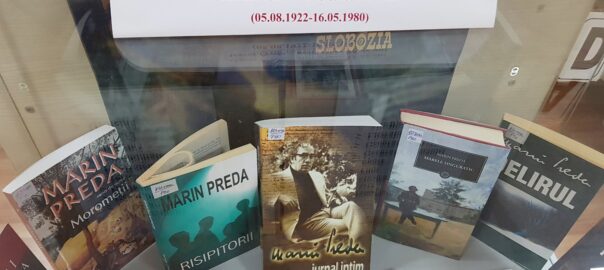 (05.08.1922-16.05.1980)
SLOBOZIA
MARIN
PREDA
Moromeții
MARIN PREDA
RISIPITORII
Marin Preda
jurnal intim
MARIN PREDA
MARELE SINGURATIC
Marin Preda
DELIRUL
D